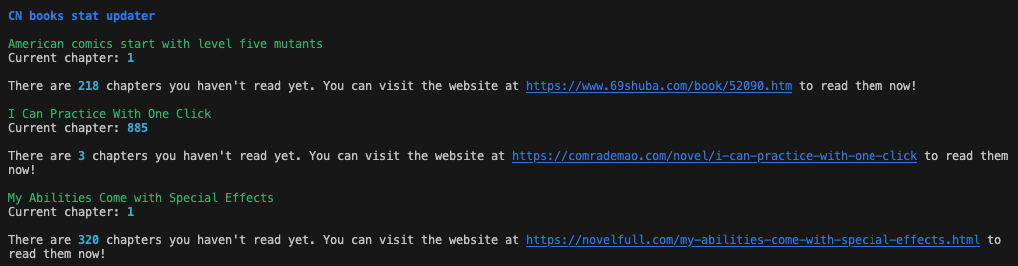 CN books stat updater
American comics start with level five mutants
Current chapter: 1
There are 218 chapters you haven't read yet. You can visit the website at https://www.69shuba.com/book/52090.htm to read them now!
I Can Practice With One Click
Current chapter: 885
There are 3 chapters you haven't read yet. You can visit the website at https://comrademao.com/novel/i-can-practice-with-one-click to read them
now!
My Abilities Come with Special Effects
Current chapter: 1
There are 320 chapters you haven't read yet. You can visit the website at https://novelfull.com/my-abilities-come-with-special-effects.html to
read them now!